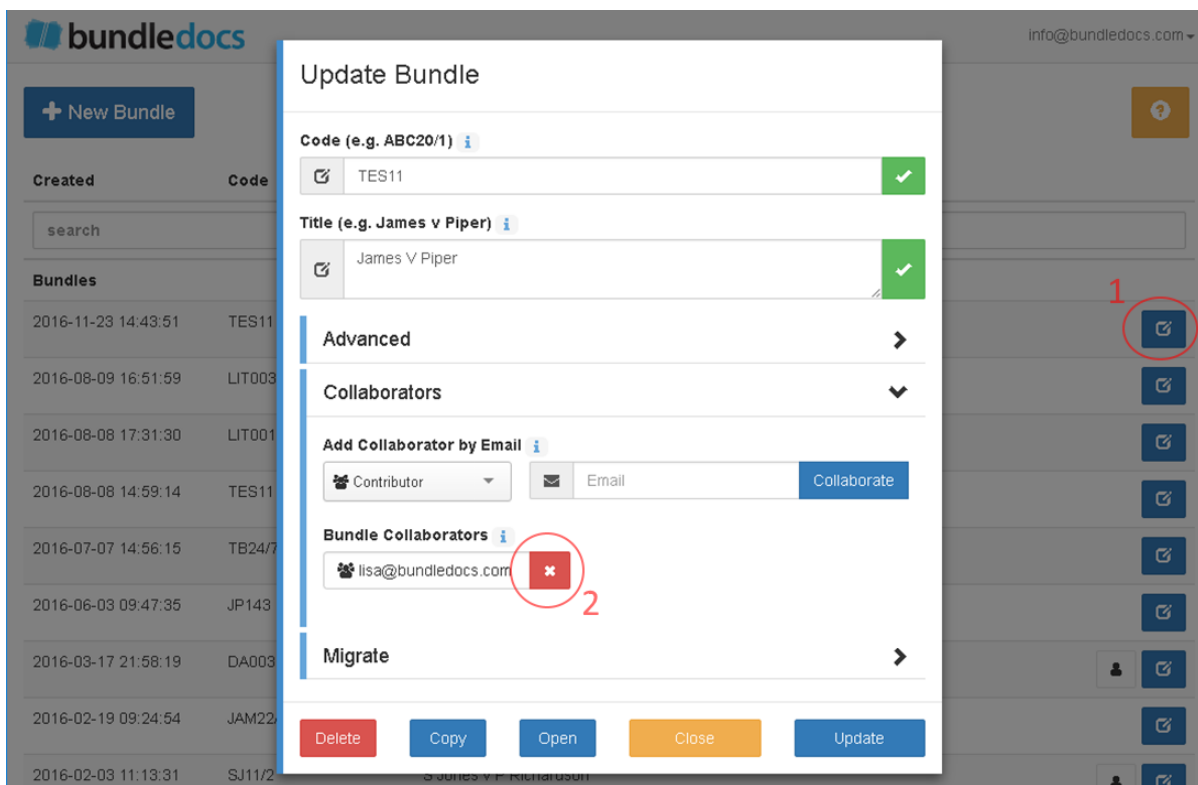 bundledocs
info@bundledocs.com
New Bundle
Update Bundle
Code (e.g. ABC20/1) i
TES11
Title (e.g. James v Piper) i
James V Piper
Advanced
Collaborators
Add Collaborator by Email i
Contributor Email Collaborate
Bundle Collaborators i
lisa@bundledocs.com
Migrate
Delete Copy Open Close Update
Created Code
search
Bundles
1
2
2016-11-23 14:43:51 TES11
2016-08-09 16:51:59 LIT003
2016-08-08 17:31:30 LIT001
2016-08-08 14:59:14 TES11
2016-07-07 14:56:15 TB24/7
2016-06-03 09:47:35 JP143
2016-03-17 21:58:19 DA003
2016-02-19 09:24:54 JAM22
2016-02-03 11:13:31 SJ11/2 S Jones v P Richardson